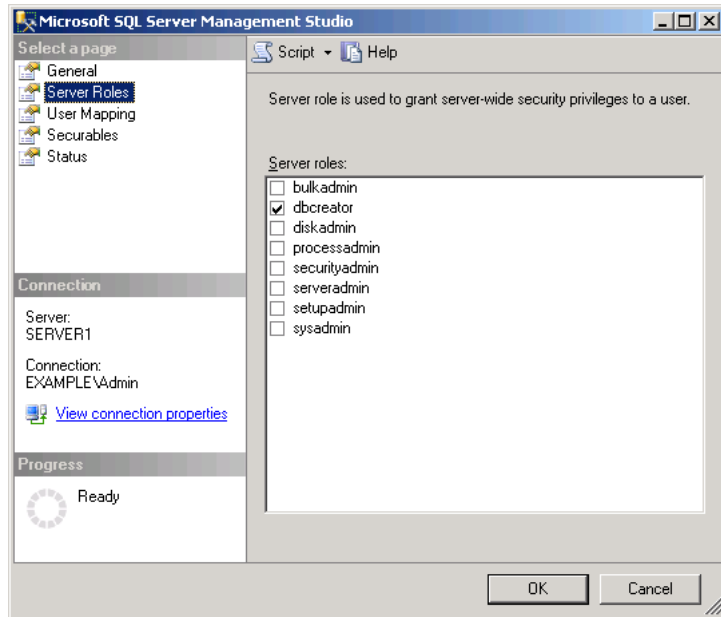 Microsoft SQL Server Management Studio
Select a page
General
Server Roles
User Mapping
Securables
Status
Connection
Server:
SERVER1
Connection:
EXAMPLE\Admin
View connection properties
Progress
Ready
Script
Help
Server role is used to grant server-wide security privileges to a user.
Server roles:
bulkadmin
dbcreator
diskadmin
processadmin
securityadmin
serveradmin
setupadmin
sysadmin
OK
Cancel